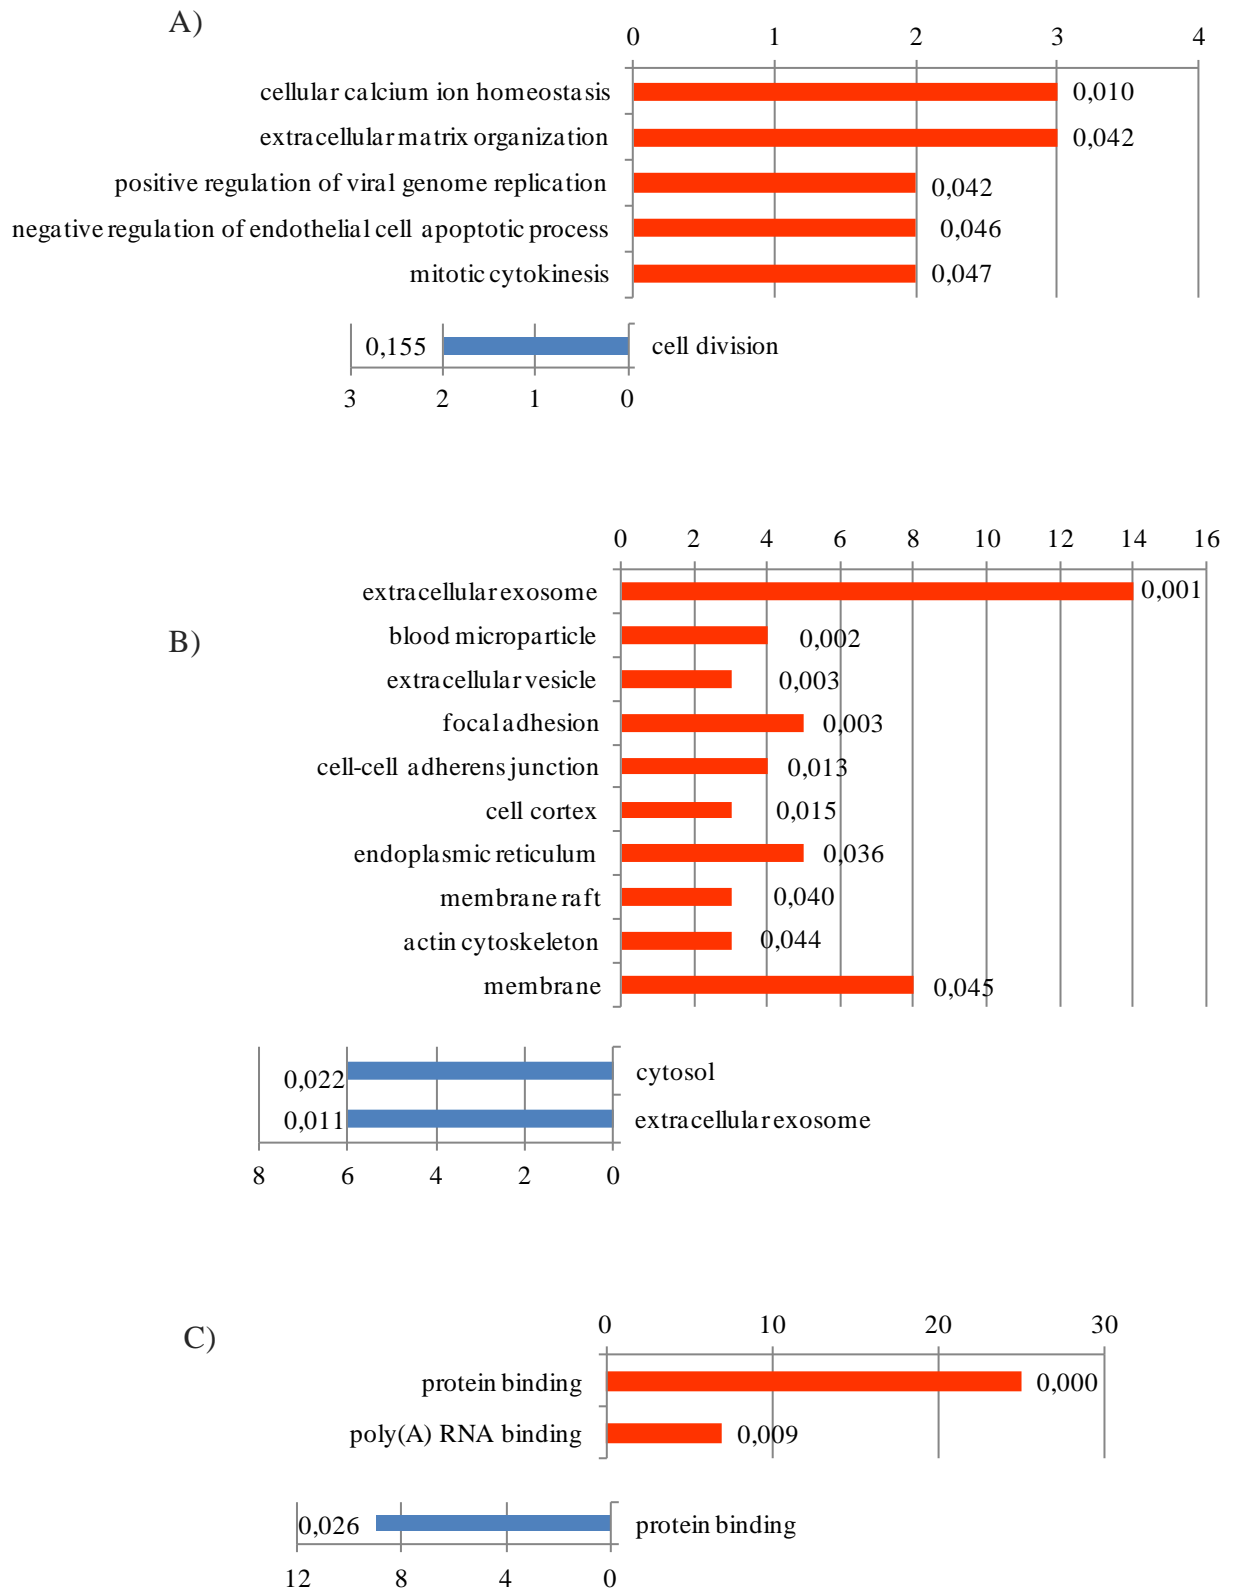 A)
0 1 2 3 4
cellular calcium ion homeostasis 0,010
extracellular matrix organization 0,042
positive regulation of viral genome replication 0,042
negative regulation of endothelial cell apoptotic process 0,046
mitotic cytokinesis 0,047
0,155 cell division
3 2 1 0
B)
0 2 4 6 8 10 12 14 16
extracellular exosome 0,001
blood microparticle 0,002
extracellular vesicle 0,003
focal adhesion 0,003
cell-cell adherens junction 0,013
cell cortex 0,015
endoplasmic reticulum 0,036
membrane raft 0,040
actin cytoskeleton 0,044
membrane 0,045
0,022 cytosol
0,011 extracellular exosome
8 6 4 2 0
C)
0 10 20 30
protein binding 0,000
poly(A) RNA binding 0,009
0,026 protein binding
12 8 4 0